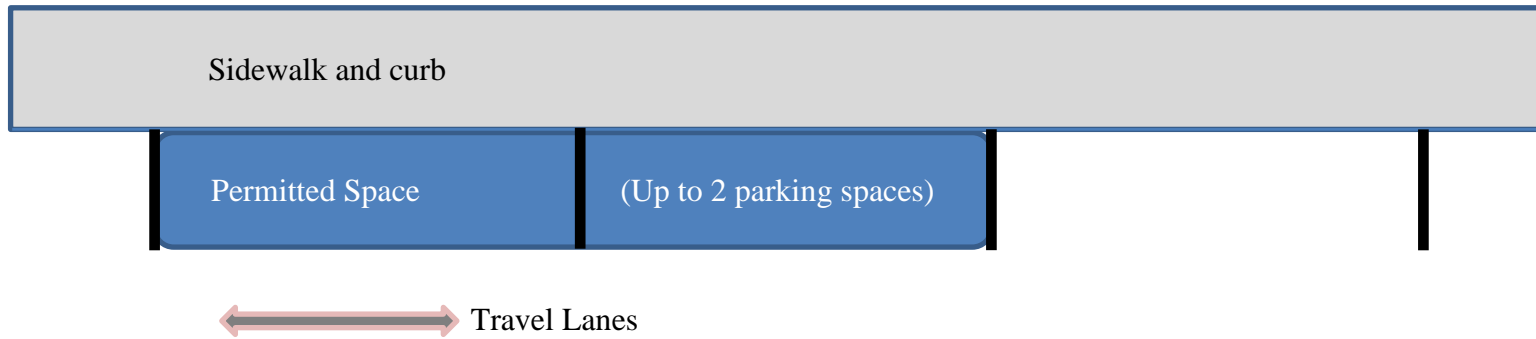 Sidewalk and curb
Permitted Space
(Up to 2 parking spaces)
Travel Lanes